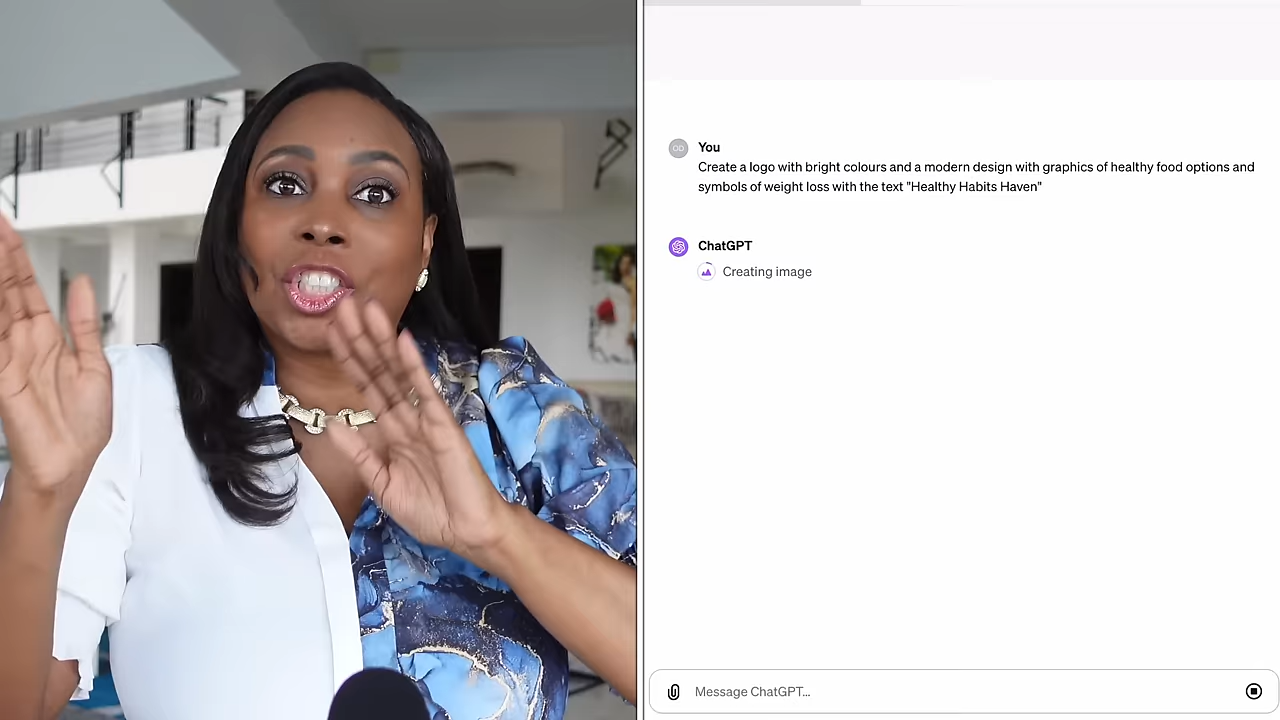 You
Create a logo with bright colours and a modern design with graphics of healthy food options and
symbols of weight loss with the text "Healthy Habits Haven"
OD
ChatGPT
Creating image
Message ChatGPT...